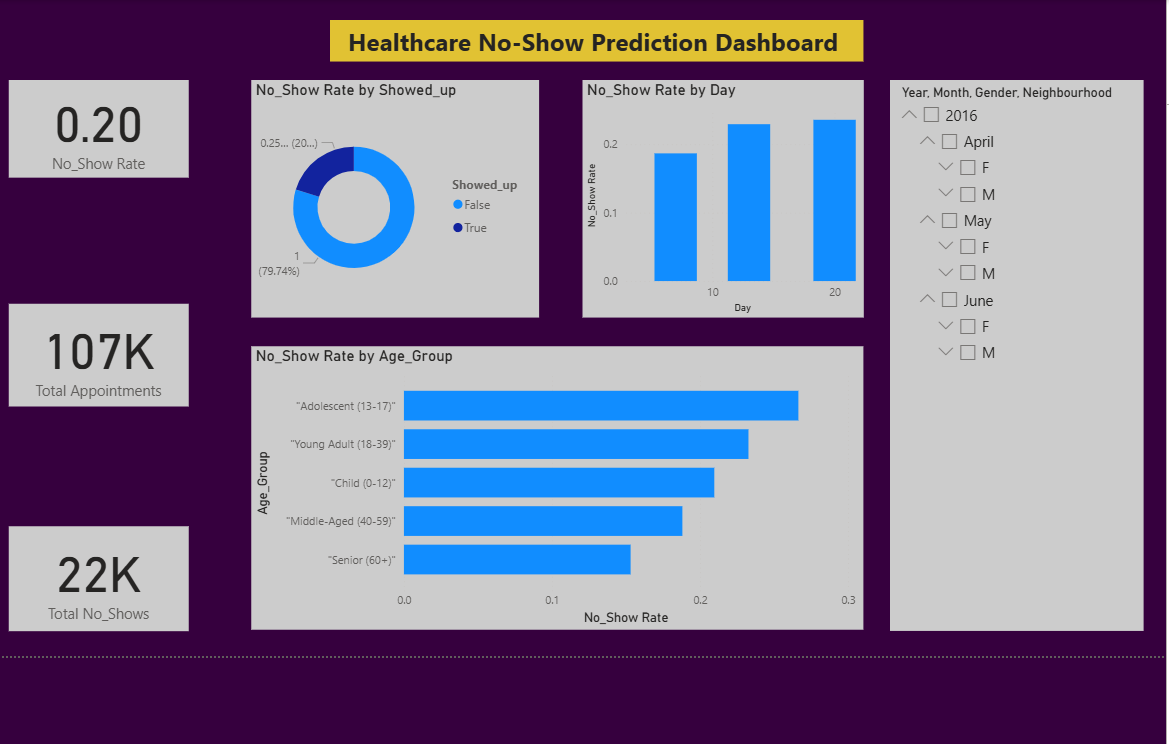 Healthcare No-Show Prediction Dashboard
0.20
No_Show Rate
107K
Total Appointments
22K
Total No_Shows
No_Show Rate by Showed_up
0.25... (20...)
1
(79.74%)
Showed_up
False
True
No_Show Rate by Day
No_Show Rate
0.2
0.1
0.0
10
20
Day
No_Show Rate by Age_Group
Age_Group
"Adolescent (13-17)"
"Young Adult (18-39)"
"Child (0-12)"
"Middle-Aged (40-59)"
"Senior (60+)"
0.0
0.1
0.2
0.3
No_Show Rate
Year, Month, Gender, Neighbourhood
2016
April
F
M
May
F
M
June
F
M